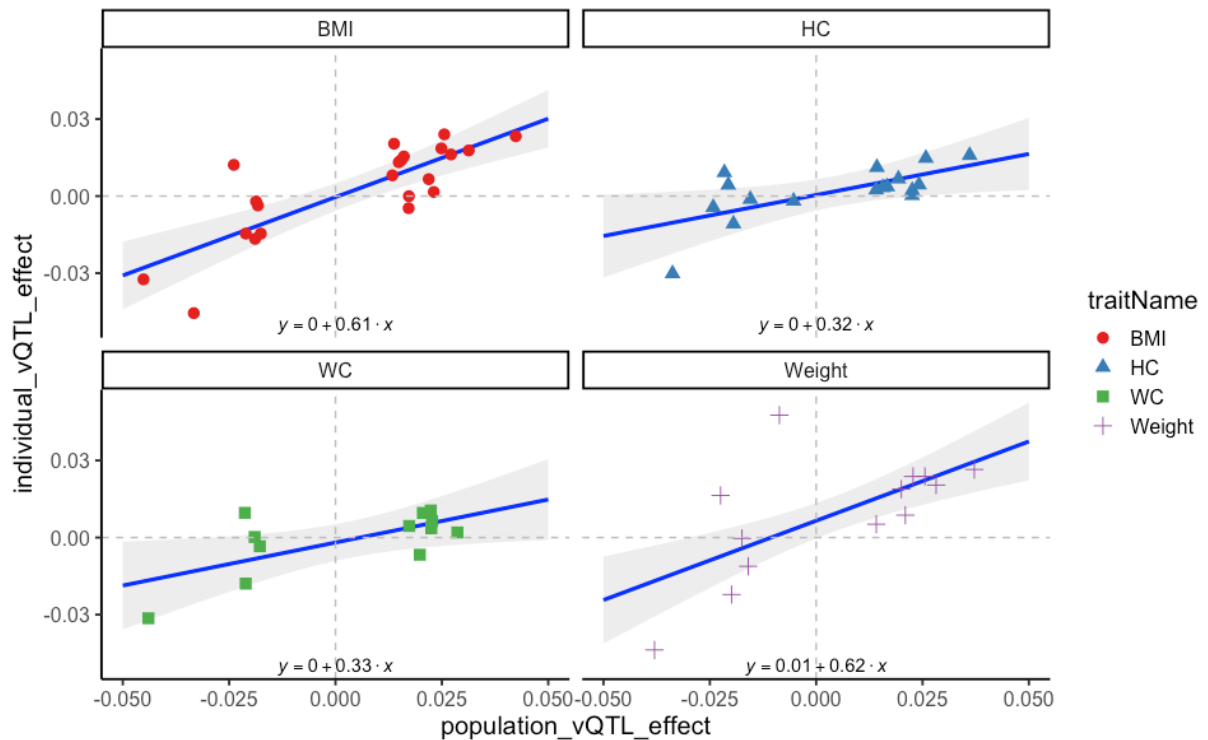 BMI
HC
0.03
0.00
-0.03
y = 0 + 0.61 · x
y = 0 + 0.32 · x
WC
Weight
0.03
0.00
-0.03
y = 0 + 0.33 · x
y = 0.01 + 0.62 · x
-0.050 -0.025 0.000 0.025 0.050
-0.050 -0.025 0.000 0.025 0.050
population_vQTL_effect
individual_vQTL_effect
traitName
BMI
HC
WC
Weight